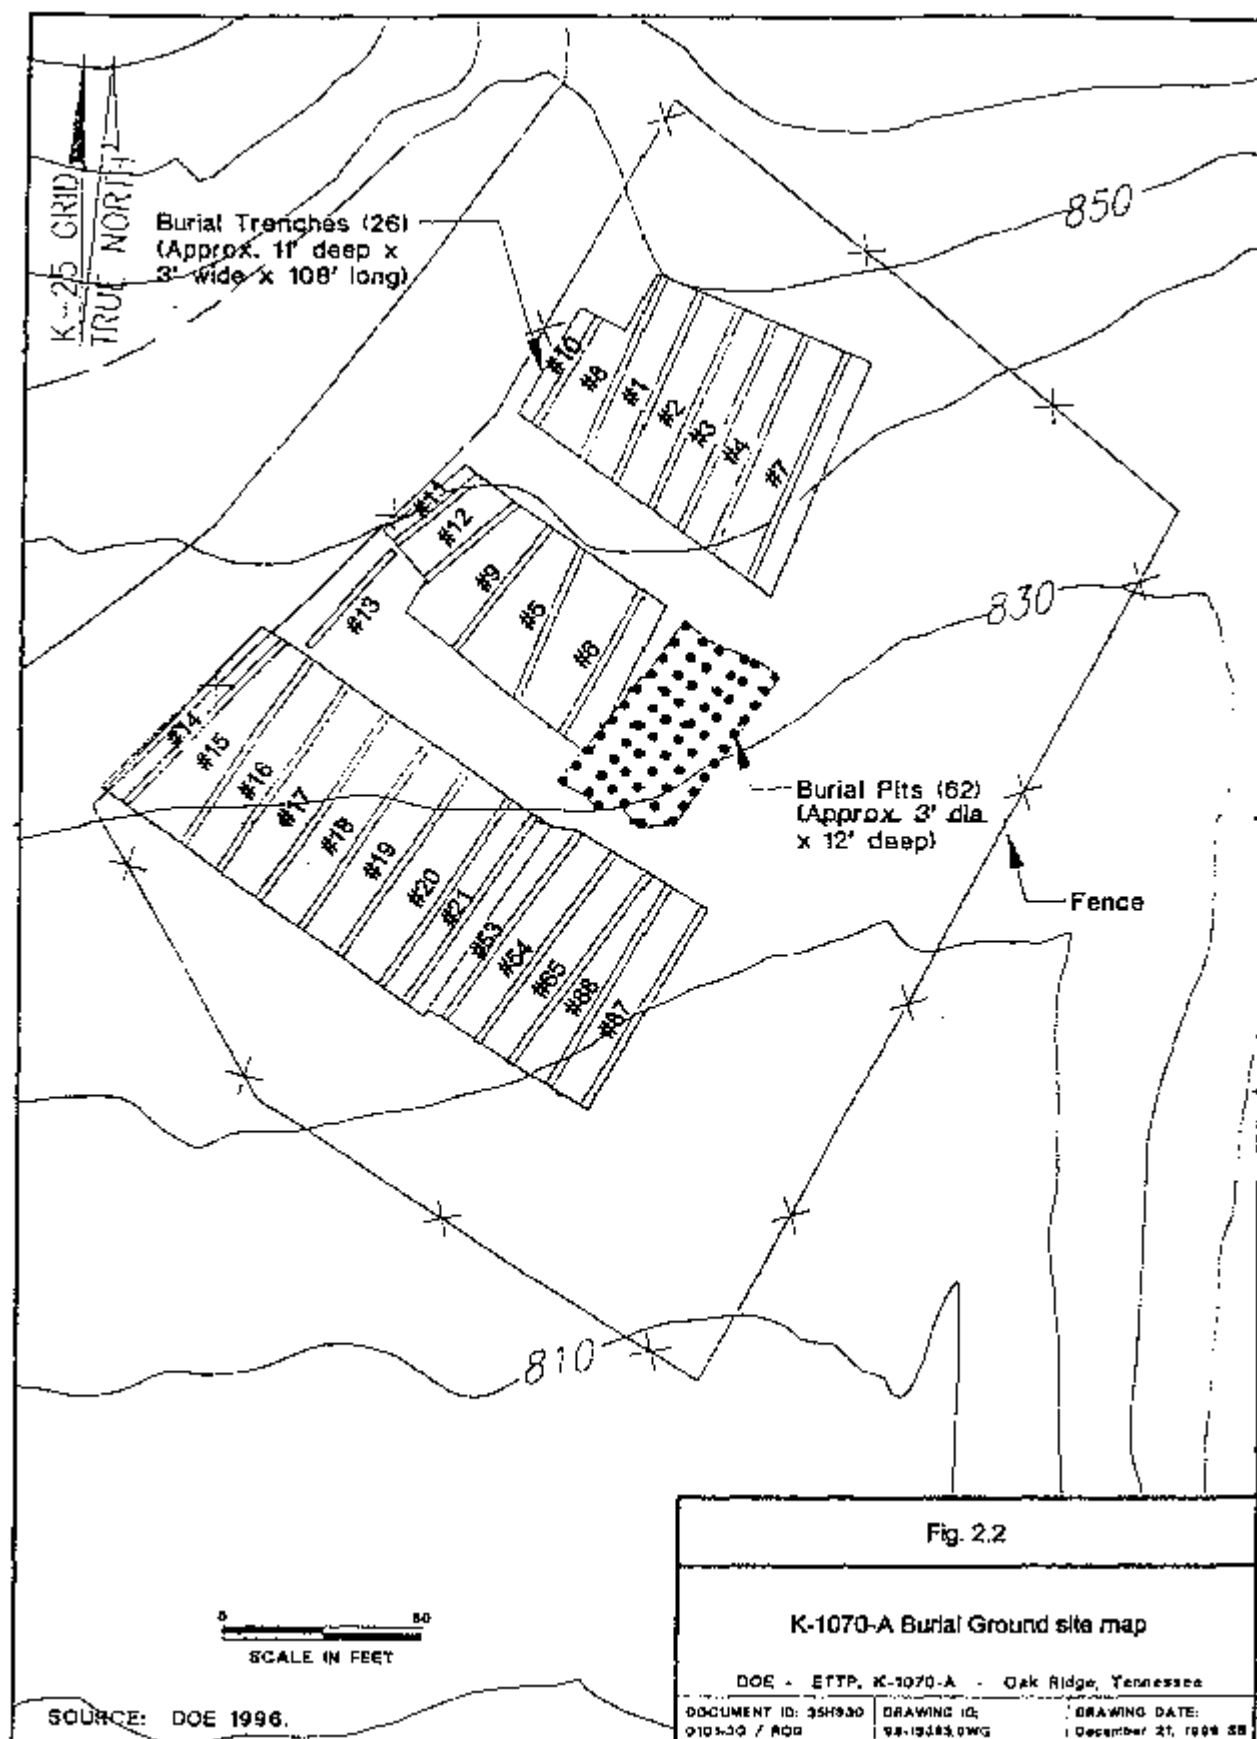 K-25 GRID
TRUE NORTH
Burial Trenches (26)
(Approx. 11' deep x
3' wide x 108' long)
850
#10
#8
#1
#2
#3
#4
#7
#11
#12
#9
#5
#6
#13
830
#14
#15
#16
#17
#18
#19
#20
#21
#53
#54
Burial Pits (62)
(Approx. 3' dia
x 12' deep)
Fence
810
0
SCALE IN FEET
SOURCE: DOE 1996.
Fig. 2.2
K-1070-A Burial Ground site map
DOE - ETTP, K-1070-A - Oak Ridge, Tennessee
DOCUMENT ID:
DRAWING ID:
DRAWING DATE:
December 21,